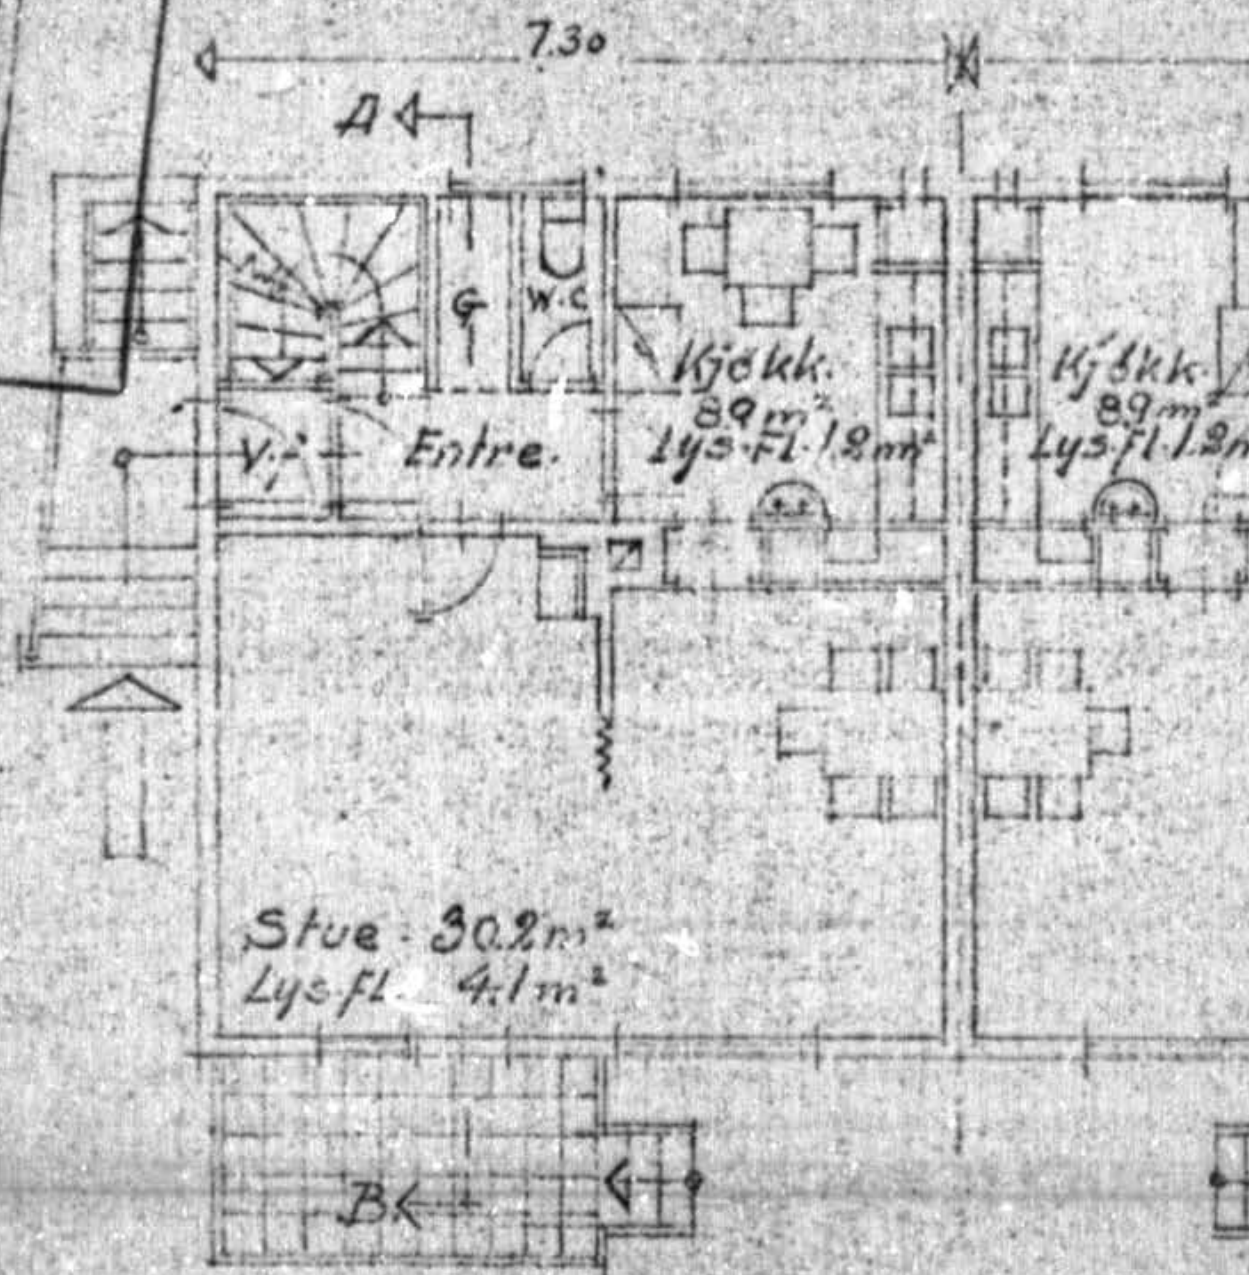 7.30
A
G
W.C
Kjøkk.
8.9 m²
Lys.fl. 1.2 m²
Kjøkk.
8.9 m²
Lys.fl. 1.2 m
V.f.
Entre.
Stue . 30.2 m²
Lys.fl. 4.1 m²
B